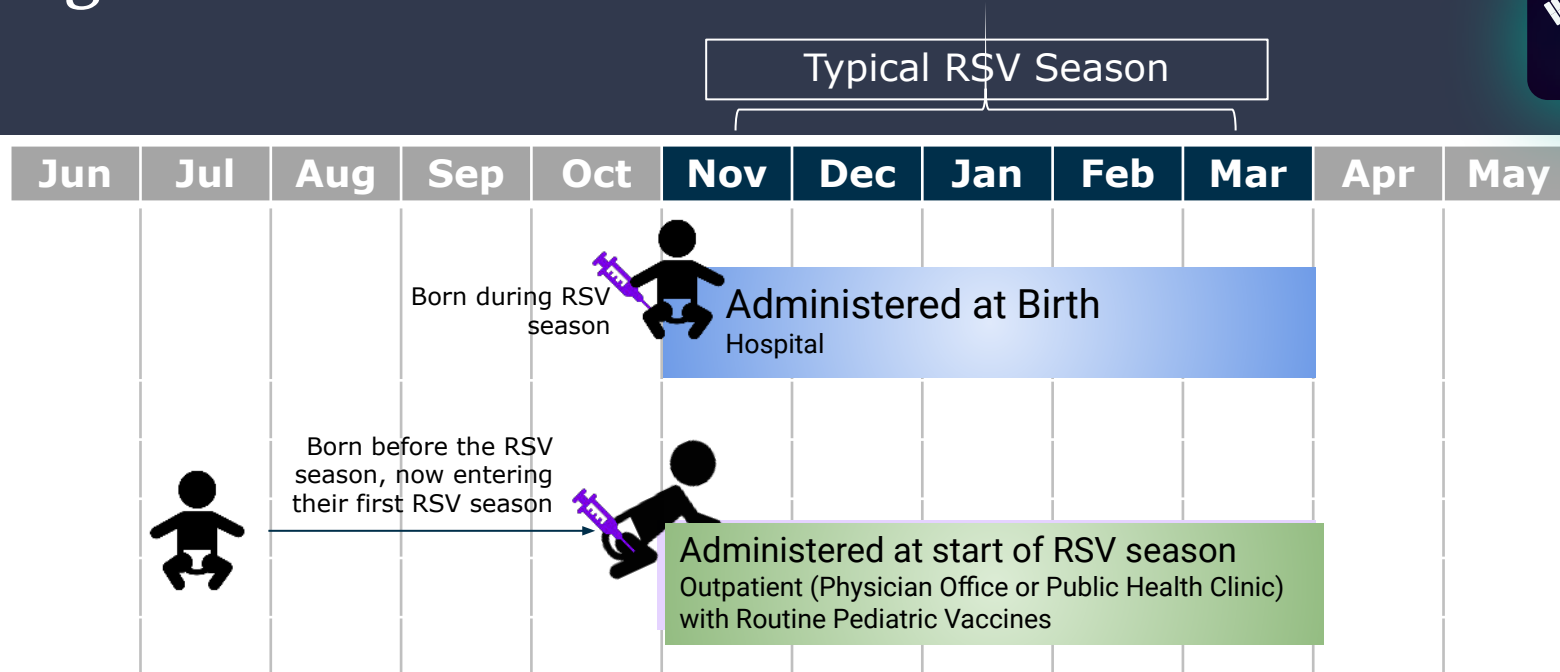 Typical RSV Season
Jun Jul Aug Sep Oct Nov Dec Jan Feb Mar Apr May
Born during RSV
season
Administered at Birth
Hospital
Born before the RSV
season, now entering
their first RSV season
Administered at start of RSV season
Outpatient (Physician Office or Public Health Clinic)
with Routine Pediatric Vaccines